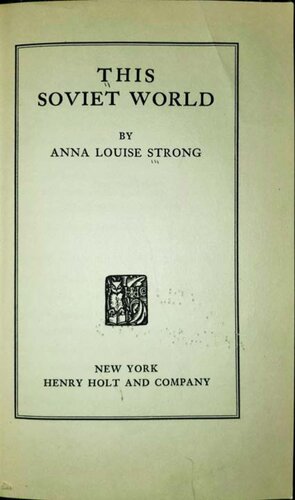 THIS
SOVIET WORLD
BY
ANNA LOUISE STRONG
NEW YORK
HENRY HOLT AND COMPANY